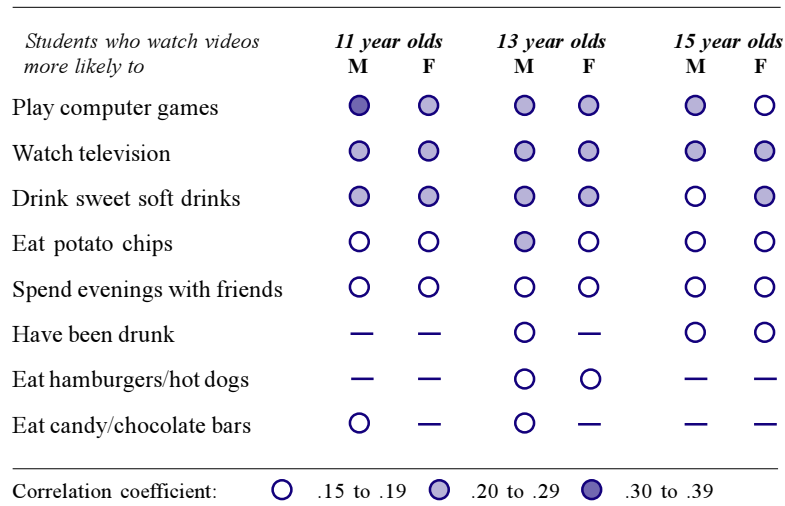 Students who watch videos 11 year olds 13 year olds 15 year olds
more likely to M F M F M F
Play computer games
Watch television
Drink sweet soft drinks
Eat potato chips
Spend evenings with friends
Have been drunk — — — 
Eat hamburgers/hot dogs — — — —
Eat candy/chocolate bars — — — —
Correlation coefficient: .15 to .19 .20 to .29 .30 to .39